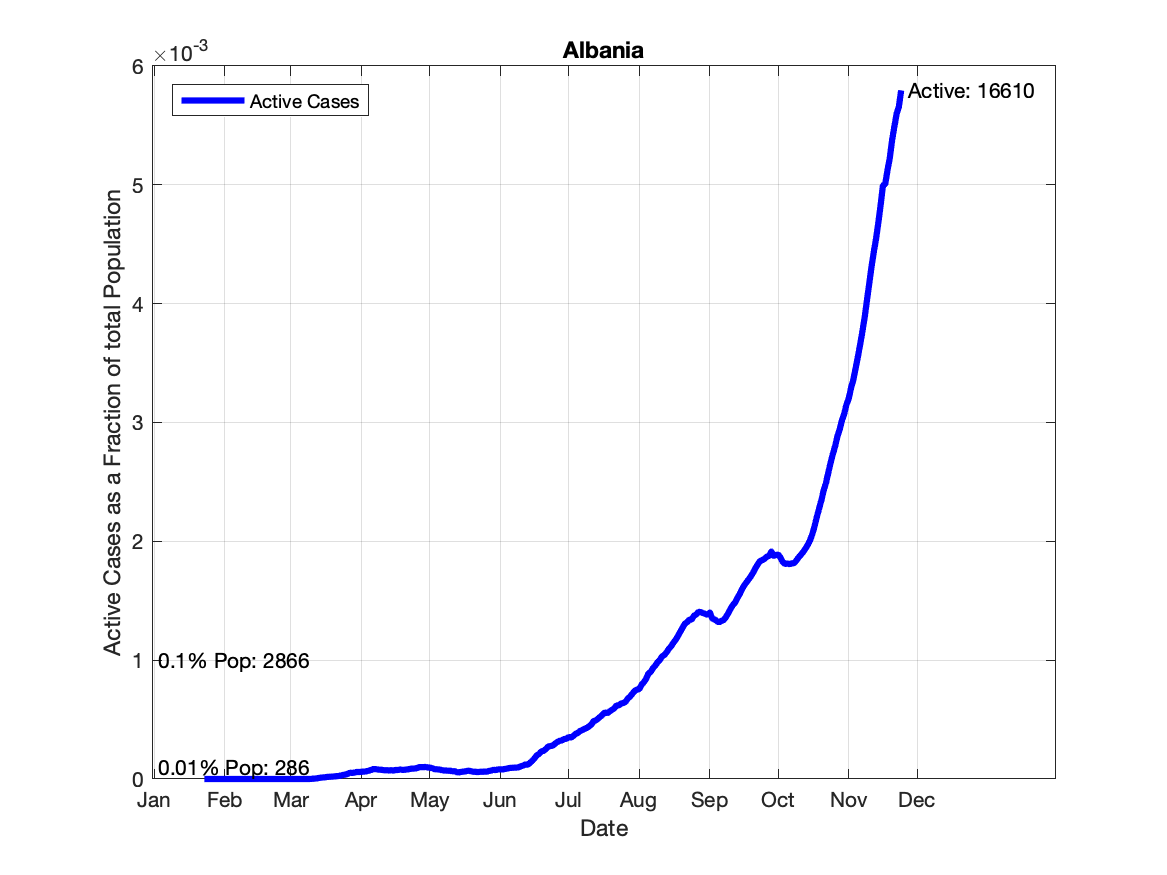 Albania
×10-3
6
Active Cases
Active: 16610
5
4
3
2
1
0.1% Pop: 2866
0.01% Pop: 286
0
Active Cases as a Fraction of total Population
Jan Feb Mar Apr May Jun Jul Aug Sep Oct Nov Dec
Date